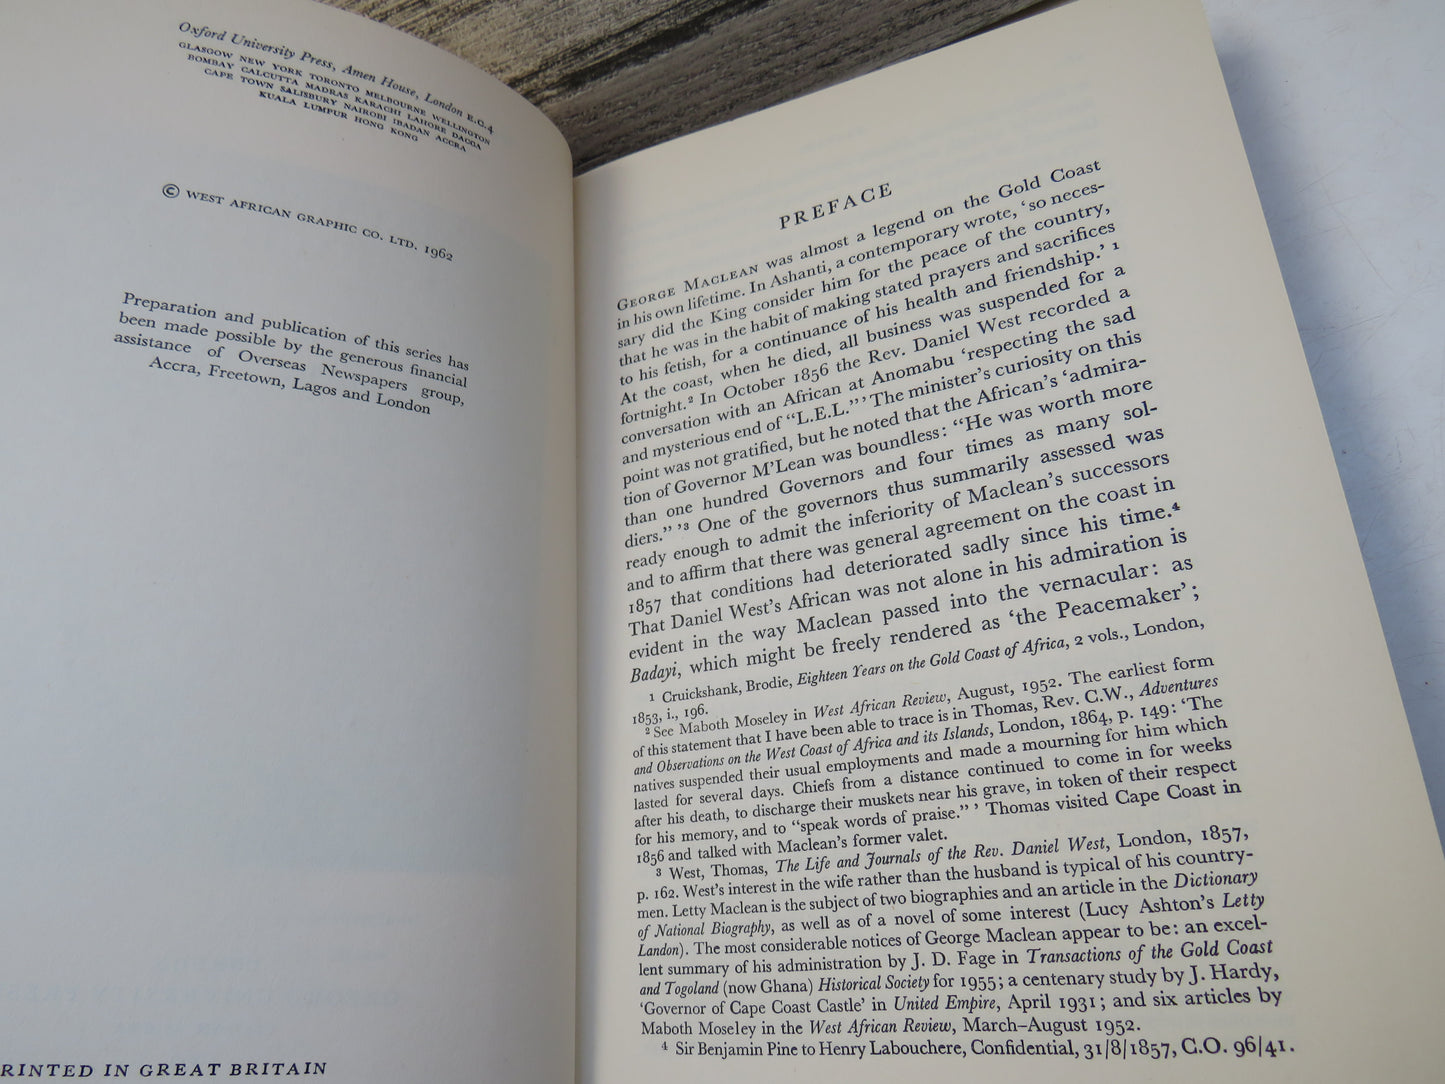 Oxford University Press, Amen House, London E.C.4
GLASGOW NEW YORK TORONTO MELBOURNE WELLINGTON
BOMBAY CALCUTTA MADRAS KARACHI LAHORE DACCA
CAPE TOWN SALISBURY NAIROBI IBADAN ACCRA
KUALA LUMPUR HONG KONG
© WEST AFRICAN GRAPHIC CO. LTD. 1962
Preparation and publication of this series has
been made possible by the generous financial
assistance of Overseas Newspapers group,
Accra, Freetown, Lagos and London
RINTED IN GREAT BRITAIN
PREFACE
GEORGE MACLEAN was almost a legend on the Gold Coast
in his own lifetime. In Ashanti, a contemporary wrote, ‘so neces-
sary did the King consider him for the peace of the country,
that he was in the habit of making stated prayers and sacrifices
to his fetish, for a continuance of his health and friendship.’ 1
At the coast, when he died, all business was suspended for a
fortnight.2 In October 1856 the Rev. Daniel West recorded a
conversation with an African at Anomabu ‘respecting the sad
and mysterious end of “L.E.L.” ’ The minister’s curiosity on this
point was not gratified, but he noted that the African’s ‘admira-
tion of Governor M’Lean was boundless: “He was worth more
than one hundred Governors and four times as many sol-
diers.” ’3 One of the governors thus summarily assessed was
ready enough to admit the inferiority of Maclean’s successors
and to affirm that there was general agreement on the coast in
1857 that conditions had deteriorated sadly since his time.4
That Daniel West’s African was not alone in his admiration is
evident in the way Maclean passed into the vernacular: as
Badayi, which might be freely rendered as ‘the Peacemaker’;
1 Cruickshank, Brodie, Eighteen Years on the Gold Coast of Africa, 2 vols., London,
1853, i., 196.
2 See Maboth Moseley in West African Review, August, 1952. The earliest form
of this statement that I have been able to trace is in Thomas, Rev. C.W., Adventures
and Observations on the West Coast of Africa and its Islands, London, 1864, p. 149: ‘The
natives suspended their usual employments and made a mourning for him which
lasted for several days. Chiefs from a distance continued to come in for weeks
after his death, to discharge their muskets near his grave, in token of their respect
for his memory, and to “speak words of praise.” ’ Thomas visited Cape Coast in
1856 and talked with Maclean’s former valet.
3 West, Thomas, The Life and Journals of the Rev. Daniel West, London, 1857,
p. 162. West’s interest in the wife rather than the husband is typical of his country-
men. Letty Maclean is the subject of two biographies and an article in the Dictionary
of National Biography, as well as of a novel of some interest (Lucy Ashton’s Letty
Landon). The most considerable notices of George Maclean appear to be: an excel-
lent summary of his administration by J. D. Fage in Transactions of the Gold Coast
and Togoland (now Ghana) Historical Society for 1955; a centenary study by J. Hardy,
‘Governor of Cape Coast Castle’ in United Empire, April 1931; and six articles by
Maboth Moseley in the West African Review, March–August 1952.
4 Sir Benjamin Pine to Henry Labouchere, Confidential, 31/8/1857, C.O. 96/41.